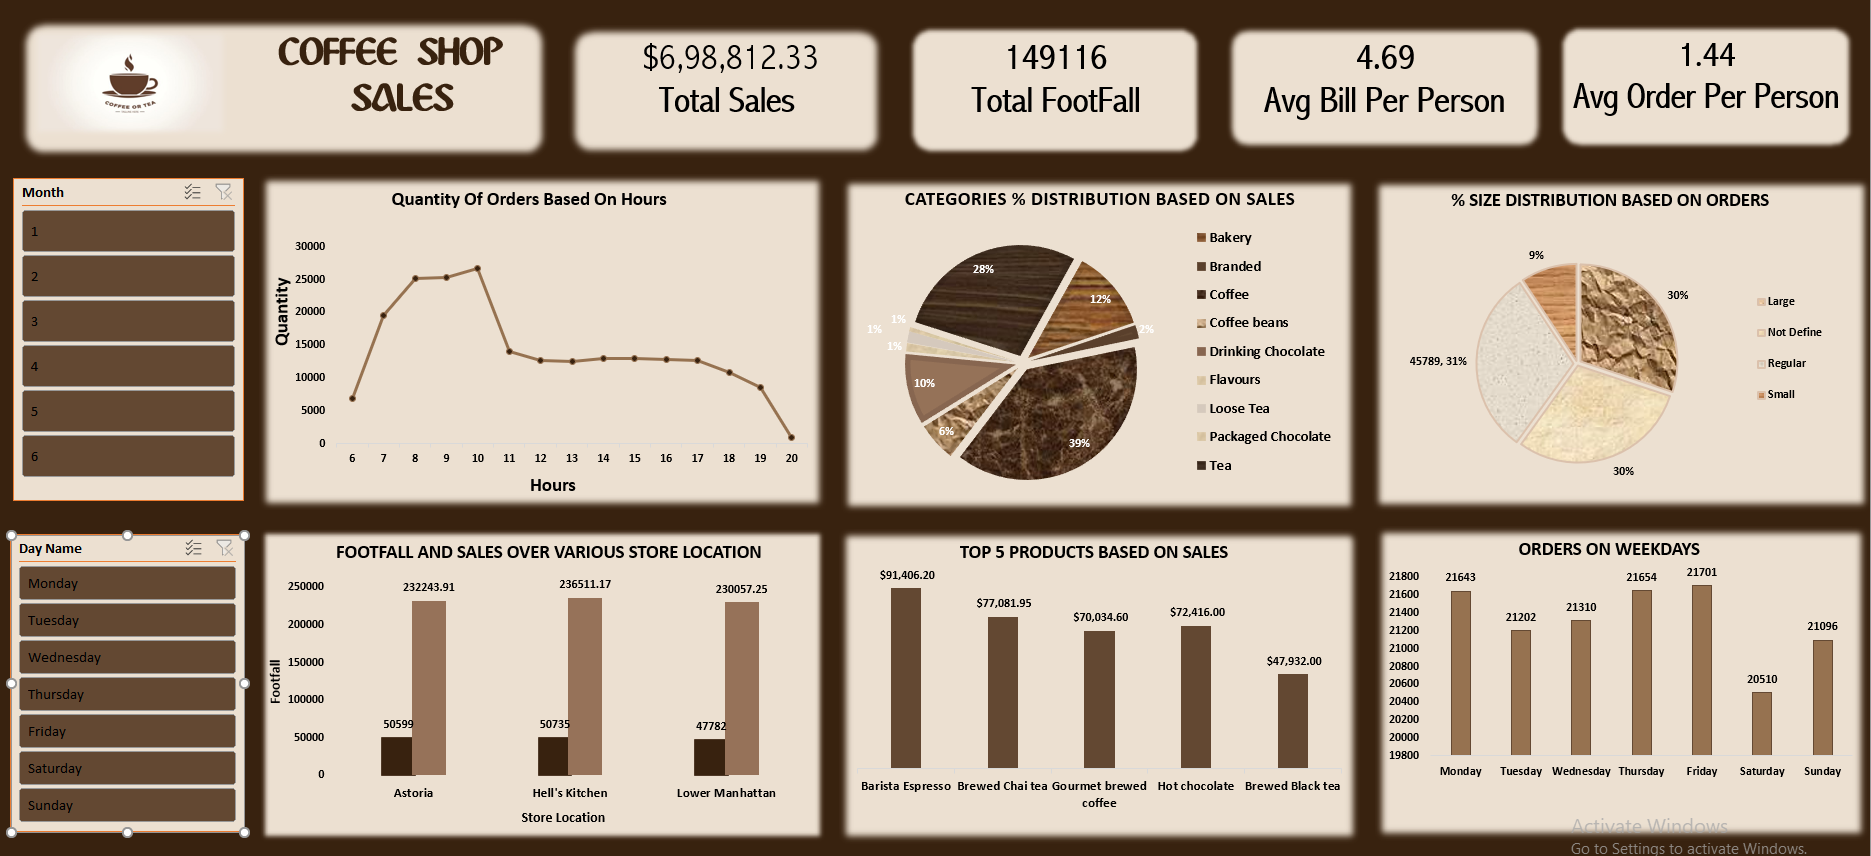 COFFEE SHOP
SALES
COFFEE OR TEA
$6,98,812.33
Total Sales
149116
Total FootFall
4.69
Avg Bill Per Person
1.44
Avg Order Per Person
Month
1
2
3
4
5
6
Quantity Of Orders Based On Hours
Quantity
30000
25000
20000
15000
10000
5000
0
6 7 8 9 10 11 12 13 14 15 16 17 18 19 20
Hours
CATEGORIES % DISTRIBUTION BASED ON SALES
28%
12%
2%
39%
6%
10%
1%
1%
1%
Bakery
Branded
Coffee
Coffee beans
Drinking Chocolate
Flavours
Loose Tea
Packaged Chocolate
Tea
% SIZE DISTRIBUTION BASED ON ORDERS
9%
30%
45789, 31%
30%
Large
Not Define
Regular
Small
Day Name
Monday
Tuesday
Wednesday
Thursday
Friday
Saturday
Sunday
FOOTFALL AND SALES OVER VARIOUS STORE LOCATION
Footfall
250000
200000
150000
100000
50000
0
232243.91
236511.17
230057.25
50599
50735
47782
Astoria Hell's Kitchen Lower Manhattan
Store Location
TOP 5 PRODUCTS BASED ON SALES
$91,406.20
$77,081.95
$70,034.60
$72,416.00
$47,932.00
Barista Espresso Brewed Chai tea Gourmet brewed coffee Hot chocolate Brewed Black tea
ORDERS ON WEEKDAYS
21800
21600
21400
21200
21000
20800
20600
20400
20200
20000
19800
21643
21202
21310
21654
21701
20510
21096
Monday Tuesday Wednesday Thursday Friday Saturday Sunday
Activate Windows
Go to Settings to activate Windows.